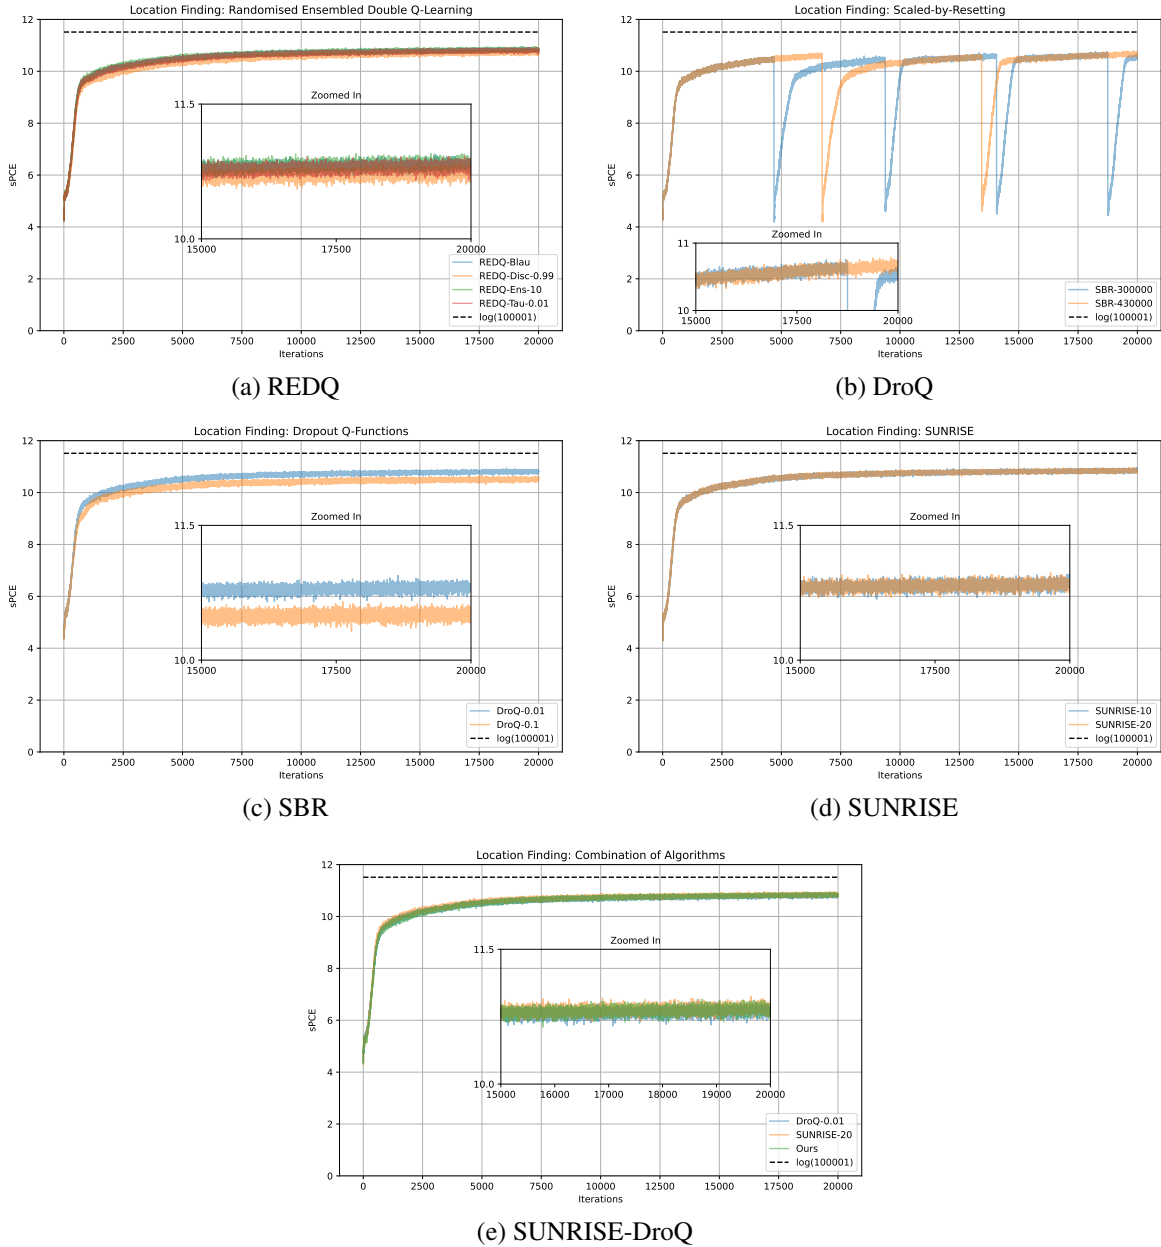 Location Finding: Randomised Ensembled Double Q-Learning
12
10
8
6
4
2
0
sPCE
Zoomed In
11.5
10.0
15000 17500 20000
REDQ-Blau
REDQ-Disc-0.99
REDQ-Ens-10
REDQ-Tau-0.01
log(100001)
0 2500 5000 7500 10000 12500 15000 17500 20000
Iterations
(a) REDQ
Location Finding: Scaled-by-Resetting
12
10
8
6
4
2
0
sPCE
Zoomed In
11
10
15000 17500 20000
SBR-300000
SBR-430000
log(100001)
0 2500 5000 7500 10000 12500 15000 17500 20000
Iterations
(b) DroQ
Location Finding: Dropout Q-Functions
12
10
8
6
4
2
0
sPCE
Zoomed In
11.5
10.0
15000 17500 20000
DroQ-0.01
DroQ-0.1
log(100001)
0 2500 5000 7500 10000 12500 15000 17500 20000
Iterations
(c) SBR
Location Finding: SUNRISE
12
10
8
6
4
2
0
sPCE
Zoomed In
11.5
10.0
15000 17500 20000
SUNRISE-10
SUNRISE-20
log(100001)
0 2500 5000 7500 10000 12500 15000 17500 20000
Iterations
(d) SUNRISE
Location Finding: Combination of Algorithms
12
10
8
6
4
2
0
sPCE
Zoomed In
11.5
10.0
15000 16000 17000 18000 19000 20000
DroQ-0.01
SUNRISE-20
Ours
log(100001)
0 2500 5000 7500 10000 12500 15000 17500 20000
Iterations
(e) SUNRISE-DroQ